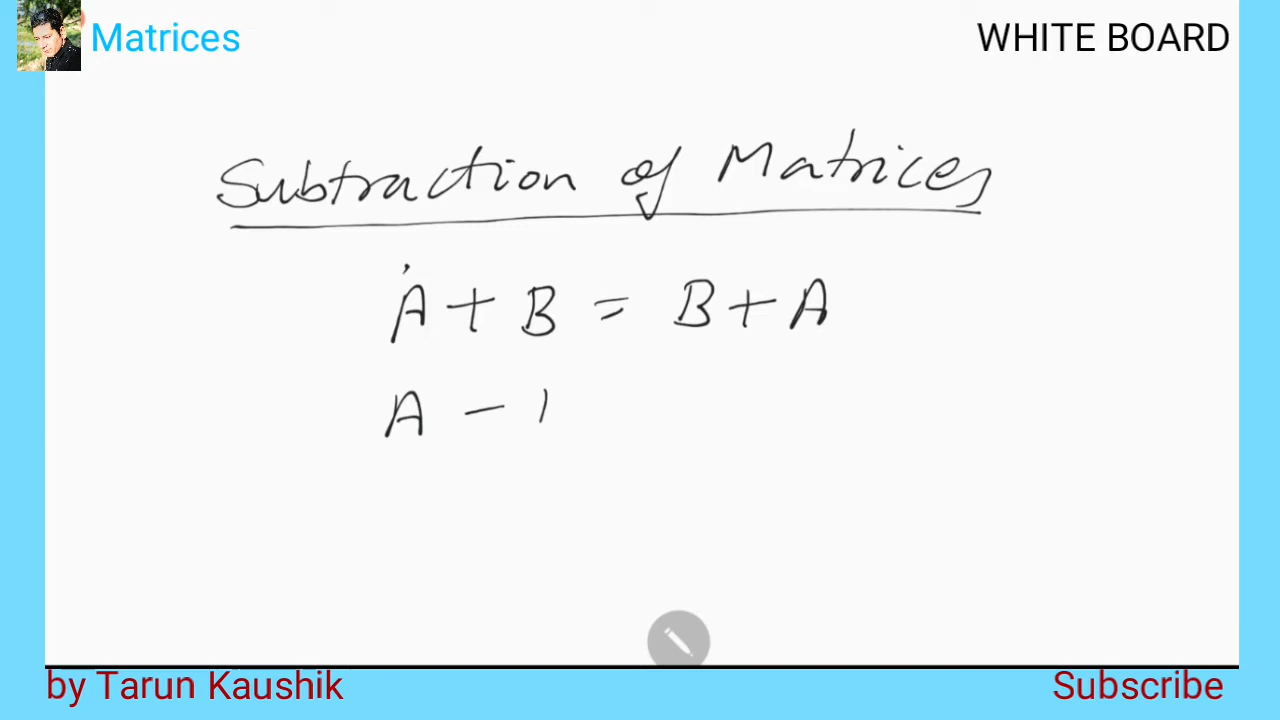 Matrices
WHITE BOARD
Subtraction of Matrices
A + B = B + A
A -
by Tarun Kaushik
Subscribe